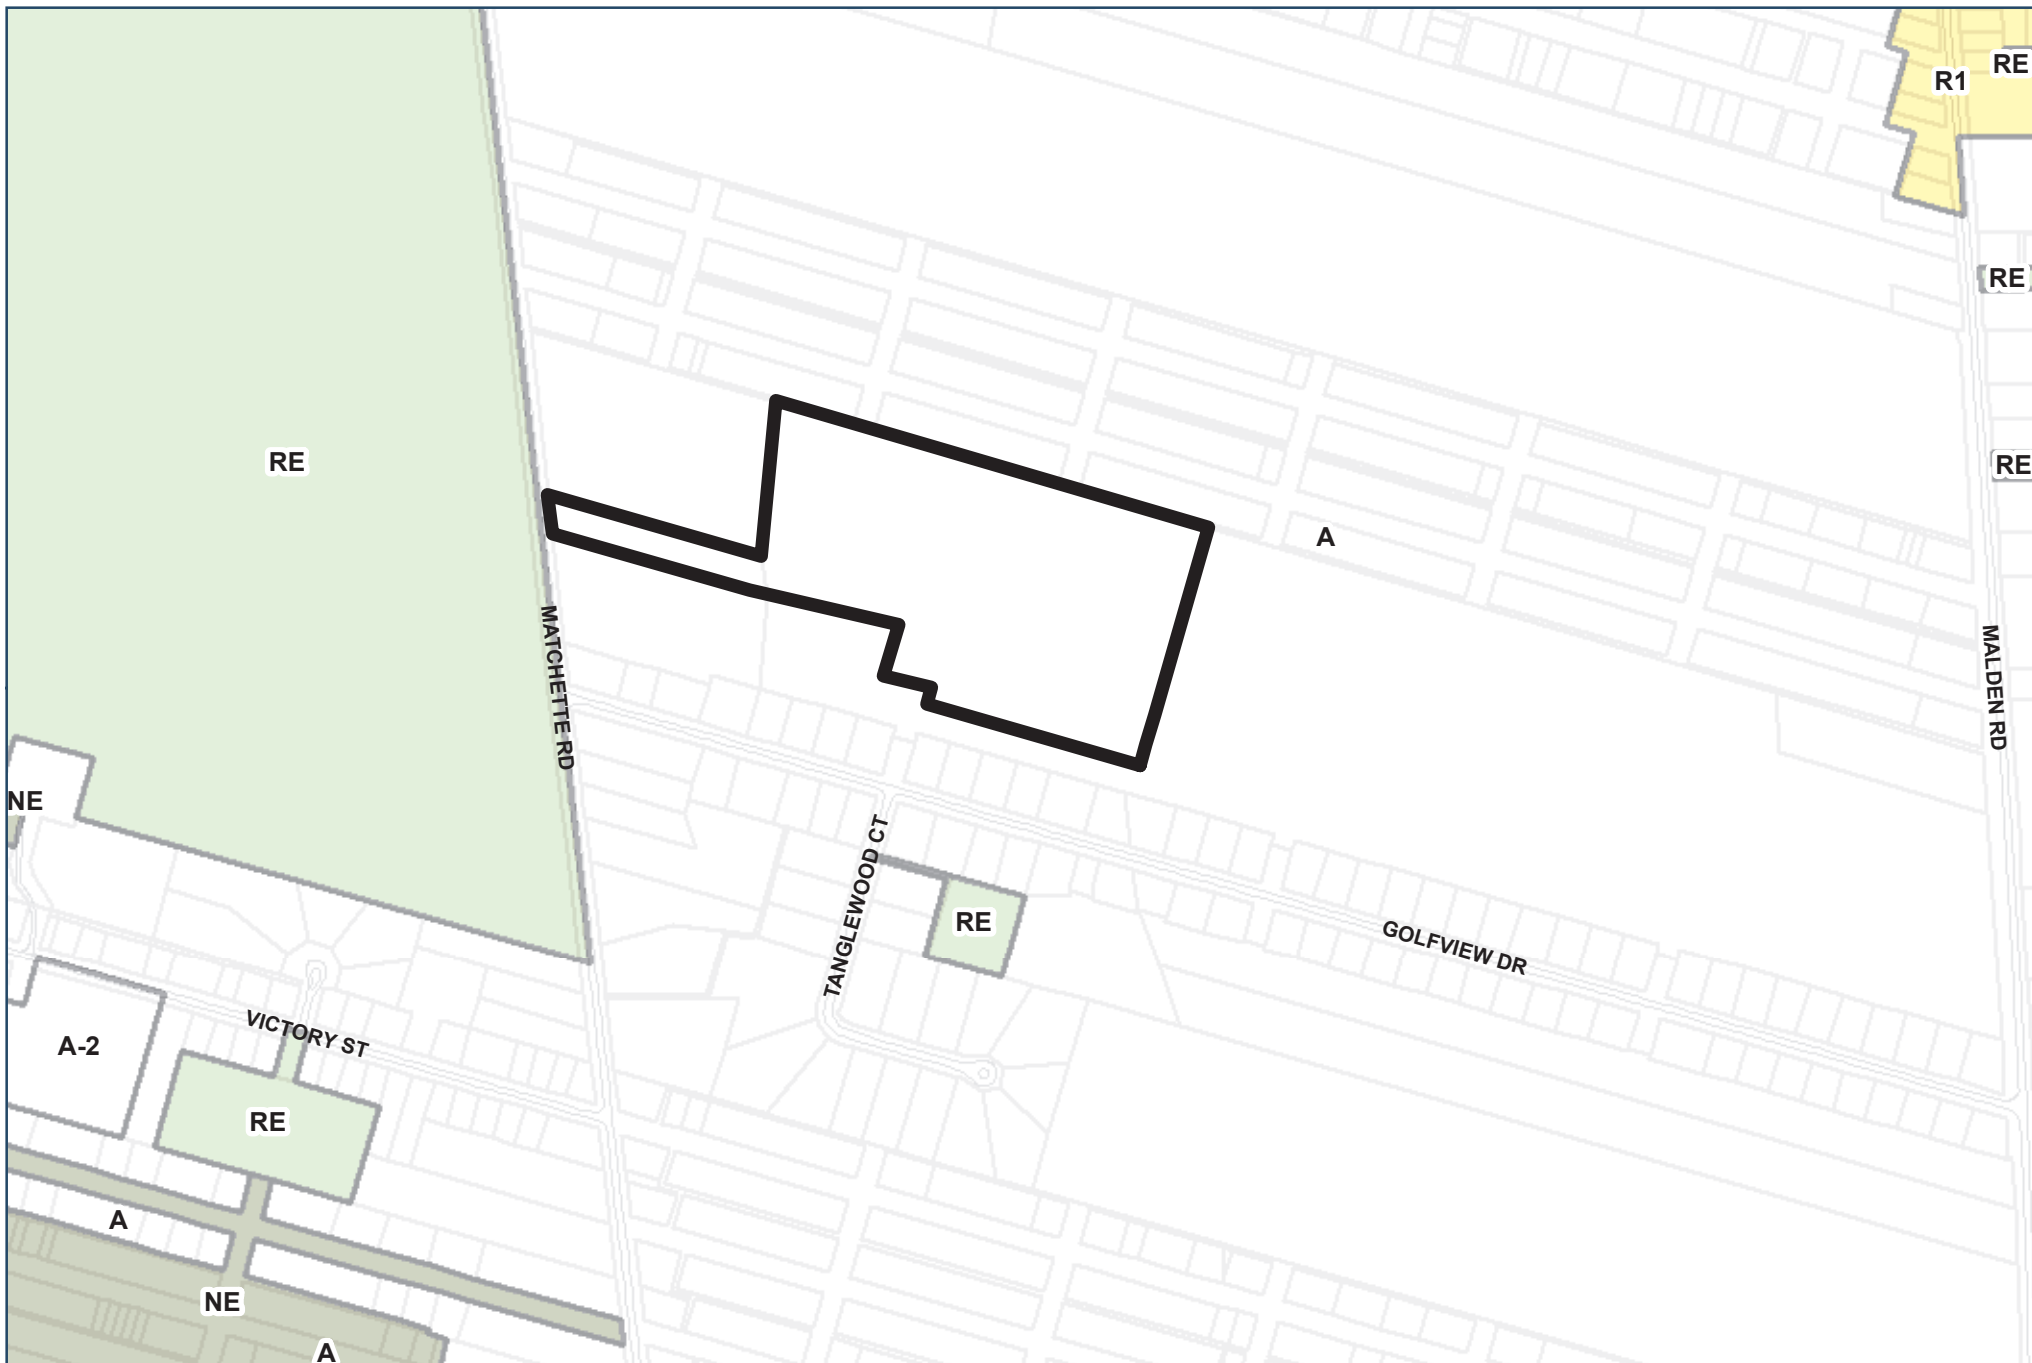 RE
R1
RE
RE
RE
A
MATCHETTE RD
MALDEN RD
NE
TANGLEWOOD CT
RE
GOLFVIEW DR
VICTORY ST
A-2
RE
A
NE
A